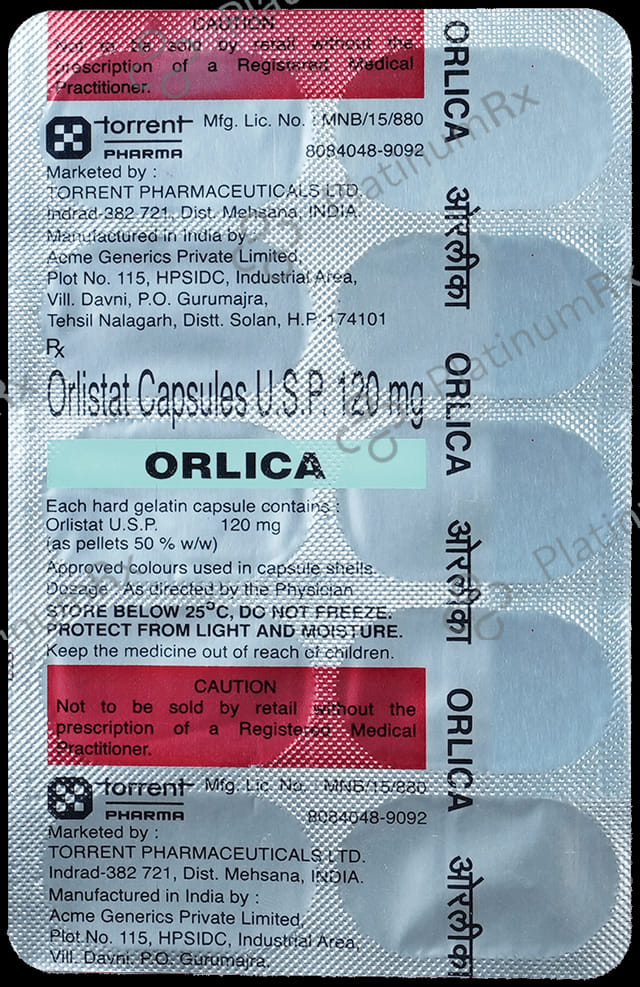 CAUTION
Not to be sold by retail without the
prescription of a Registered Medical
Practitioner.
torrent
PHARMA
Mfg. Lic. No. : MNB/15/880
8084048-9092
Marketed by :
TORRENT PHARMACEUTICALS LTD.
Indrad-382 721, Dist. Mehsana, INDIA.
Manufactured in India by :
Acme Generics Private Limited,
Plot No. 115, HPSIDC, Industrial Area,
Vill. Davni, P.O. Gurumajra,
Tehsil Nalagarh, Distt. Solan, H.P. 174101
Rx
Orlistat Capsules U.S.P. 120 mg
ORLICA
Each hard gelatin capsule contains :
Orlistat U.S.P. 120 mg
(as pellets 50 % w/w)
Approved colours used in capsule shells.
Dosage : As directed by the Physician
STORE BELOW 25°C, DO NOT FREEZE.
PROTECT FROM LIGHT AND MOISTURE.
Keep the medicine out of reach of children.
CAUTION
Not to be sold by retail without the
prescription of a Registered Medical
Practitioner.
torrent
PHARMA
Mfg. Lic. No. : MNB/15/880
8084048-9092
Marketed by :
TORRENT PHARMACEUTICALS LTD.
Indrad-382 721, Dist. Mehsana, INDIA.
Manufactured in India by :
Acme Generics Private Limited,
Plot No. 115, HPSIDC, Industrial Area,
Vill. Davni, P.O. Gurumajra,
ORLICA ओरलीका ORLICA ओरलीका ORLICA ओरलीका
PlatinumRx
PlatinumRx
PlatinumRx